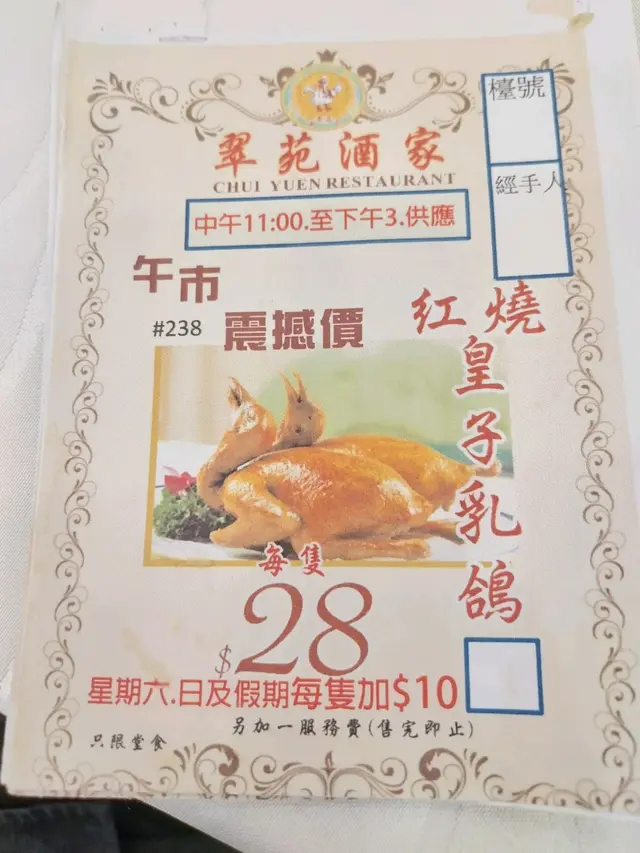 翠苑酒家
CHUI YUEN RESTAURANT
檯號
經手人
中午11:00.至下午3.供應
午市
#238
震撼價
紅燒
皇子乳鴿
每隻
$28
星期六.日及假期每隻加$10
另加一服務費(售完即止)
只限堂食